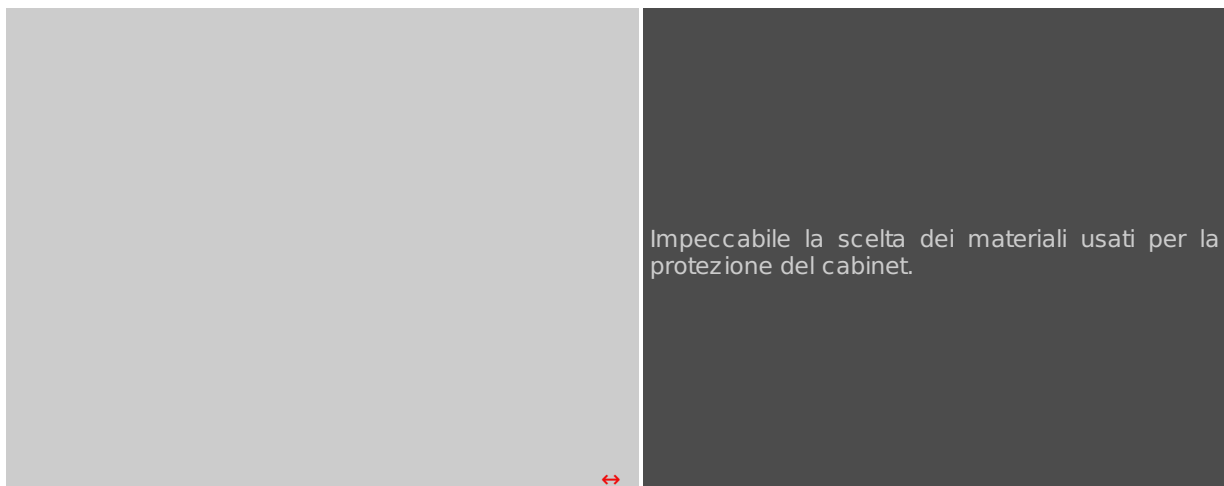 Impeccabile la scelta dei materiali usati per la
protezione del cabinet.
↔